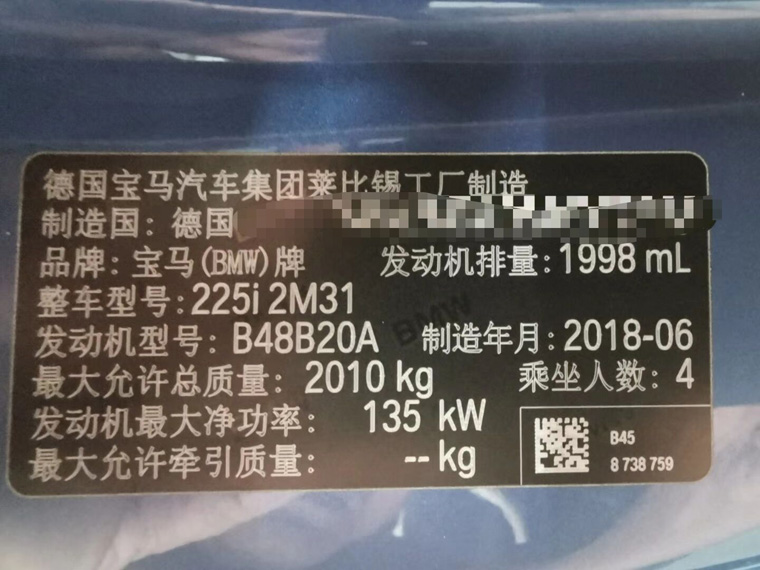 德国宝马汽车集团莱比锡工厂制造
制造国: 德国
品牌: 宝马(BMW)牌 发动机排量: 1998 mL
整车型号: 225i 2M31
发动机型号: B48B20A 制造年月: 2018-06
最大允许总质量: 2010 kg 乘坐人数: 4
发动机最大净功率: 135 kW
最大允许牵引质量: -- kg
BMW
B45
8 738 759